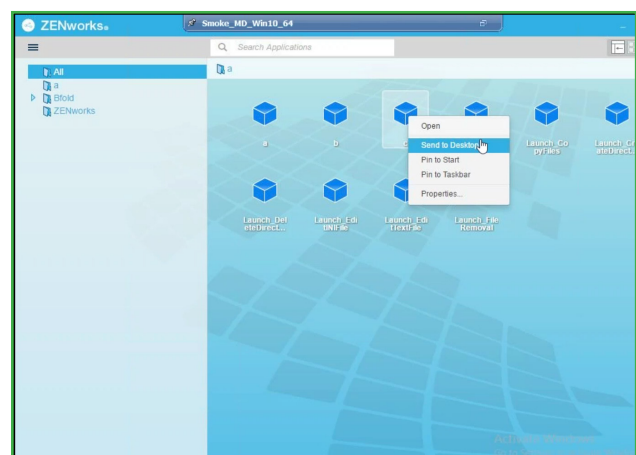 ZENworks®
Smoke_MD_Win10_64
Search Applications
All
a
Bfold
ZENworks
a
a
b
Open
Send to Desktop
Pin to Start
Pin to Taskbar
Properties...
Launch_Co
pyFiles
Launch_Cr
eateDirect...
Launch_Del
eteDirect...
Launch_Edi
tINIFile
Launch_Edi
tTextFile
Launch_File
Removal